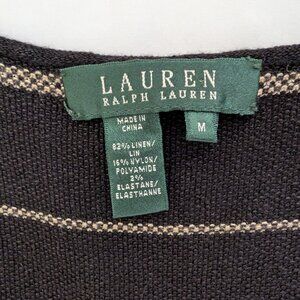 LAUREN
RALPH LAUREN
M
MADE IN
CHINA
82% LINEN/
LIN
16% NYLON/
POLYAMIDE
2%
ELASTANE/
ELASTHANNE